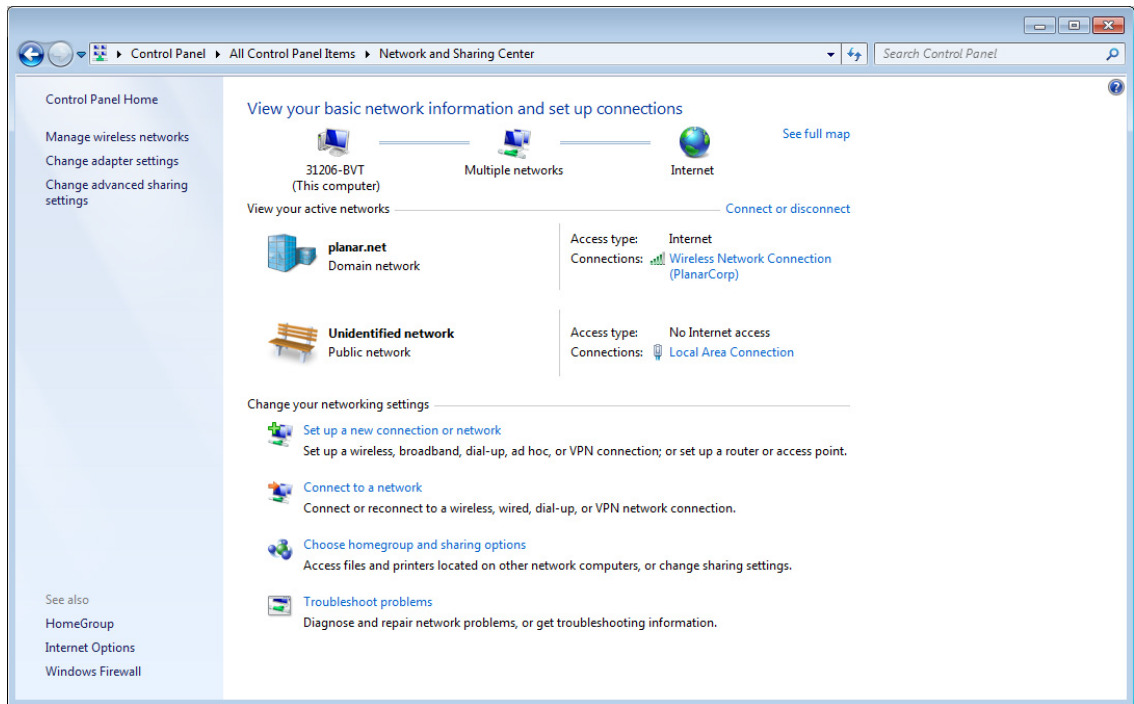 Control Panel ▸ All Control Panel Items ▸ Network and Sharing Center
Search Control Panel
Control Panel Home
Manage wireless networks
Change adapter settings
Change advanced sharing
settings
See also
HomeGroup
Internet Options
Windows Firewall
View your basic network information and set up connections
See full map
31206-BVT
(This computer)
Multiple networks
Internet
View your active networks
Connect or disconnect
planar.net
Domain network
Access type: Internet
Connections: Wireless Network Connection
(PlanarCorp)
Unidentified network
Public network
Access type: No Internet access
Connections: Local Area Connection
Change your networking settings
Set up a new connection or network
Set up a wireless, broadband, dial-up, ad hoc, or VPN connection; or set up a router or access point.
Connect to a network
Connect or reconnect to a wireless, wired, dial-up, or VPN network connection.
Choose homegroup and sharing options
Access files and printers located on other network computers, or change sharing settings.
Troubleshoot problems
Diagnose and repair network problems, or get troubleshooting information.